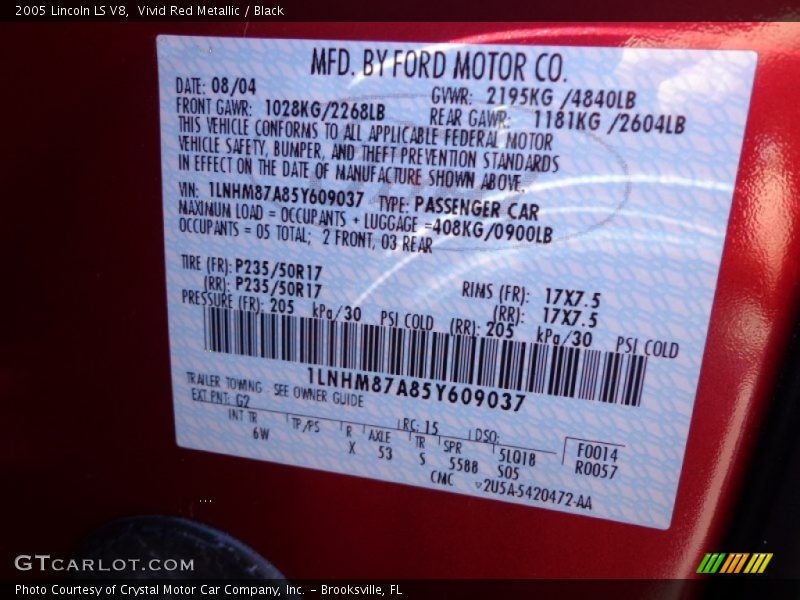 2005 Lincoln LS V8, Vivid Red Metallic / Black
MFD. BY FORD MOTOR CO.
DATE: 08/04 GVWR: 2195KG /4840LB
FRONT GAWR: 1028KG/2268LB REAR GAWR: 1181KG /2604LB
THIS VEHICLE CONFORMS TO ALL APPLICABLE FEDERAL MOTOR
VEHICLE SAFETY, BUMPER, AND THEFT PREVENTION STANDARDS
IN EFFECT ON THE DATE OF MANUFACTURE SHOWN ABOVE.
VIN: 1LNHM87A85Y609037 TYPE: PASSENGER CAR
MAXIMUM LOAD = OCCUPANTS + LUGGAGE =408KG/0900LB
OCCUPANTS = 05 TOTAL; 2 FRONT, 03 REAR
TIRE (FR): P235/50R17 RIMS (FR): 17X7.5
(RR): P235/50R17 (RR): 17X7.5
PRESSURE (FR): 205 kPa/30 PSI COLD (RR): 205 kPa/30 PSI COLD
1LNHM87A85Y609037
TRAILER TOWING - SEE OWNER GUIDE
EXT PNT: G2 RC: 15 DSO: F0014
INT TR TP/PS R AXLE TR SPR 5L018 R0057
6W X 53 S 5588 S05
CMC 2U5A-5420472-AA
GTCARLOT.COM
Photo Courtesy of Crystal Motor Car Company, Inc. - Brooksville, FL